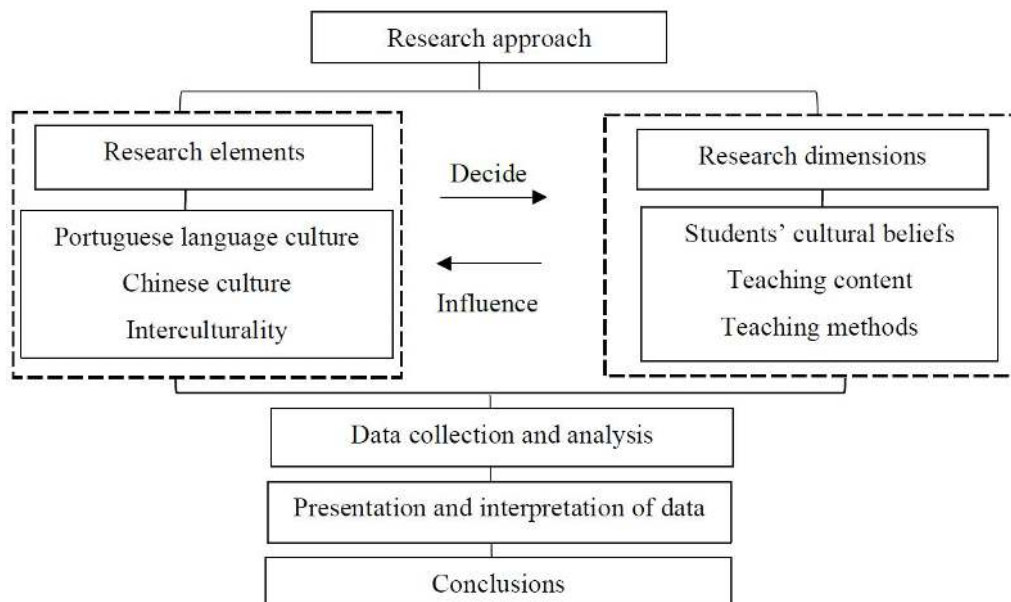 Research approach
Research elements
Portuguese language culture
Chinese culture
Interculturality
Decide
Influence
Research dimensions
Students’ cultural beliefs
Teaching content
Teaching methods
Data collection and analysis
Presentation and interpretation of data
Conclusions